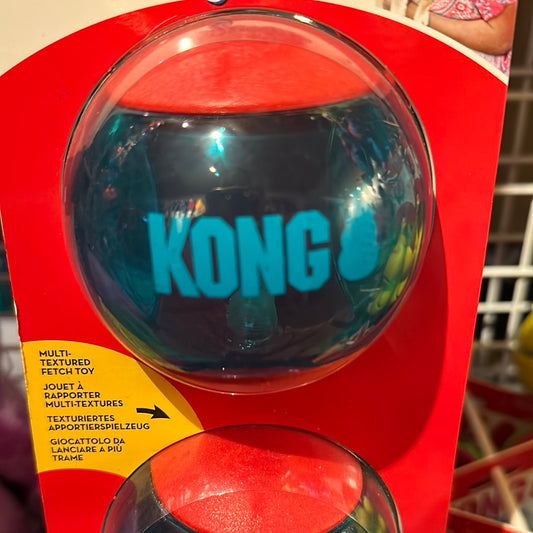 KONG
MULTI-
TEXTURED
FETCH TOY
JOUET À
RAPPORTER
MULTI-TEXTURES
TEXTURIERTES
APPORTIERSPIELZEUG
GIOCATTOLO DA
LANCIARE A PIÙ
TRAME